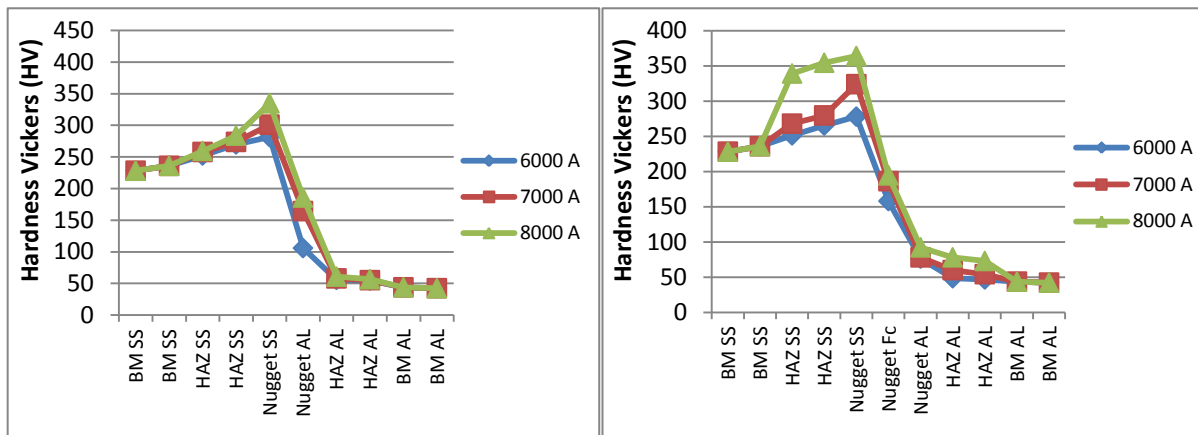 Hardness Vickers (HV)
450
400
350
300
250
200
150
100
50
0
BM SS
BM SS
HAZ SS
HAZ SS
Nugget SS
Nugget AL
HAZ AL
HAZ AL
BM AL
BM AL
6000 A
7000 A
8000 A
Hardness Vickers (HV)
400
350
300
250
200
150
100
50
0
BM SS
BM SS
HAZ SS
HAZ SS
Nugget SS
Nugget Fc
Nugget AL
HAZ AL
HAZ AL
BM AL
BM AL
6000 A
7000 A
8000 A